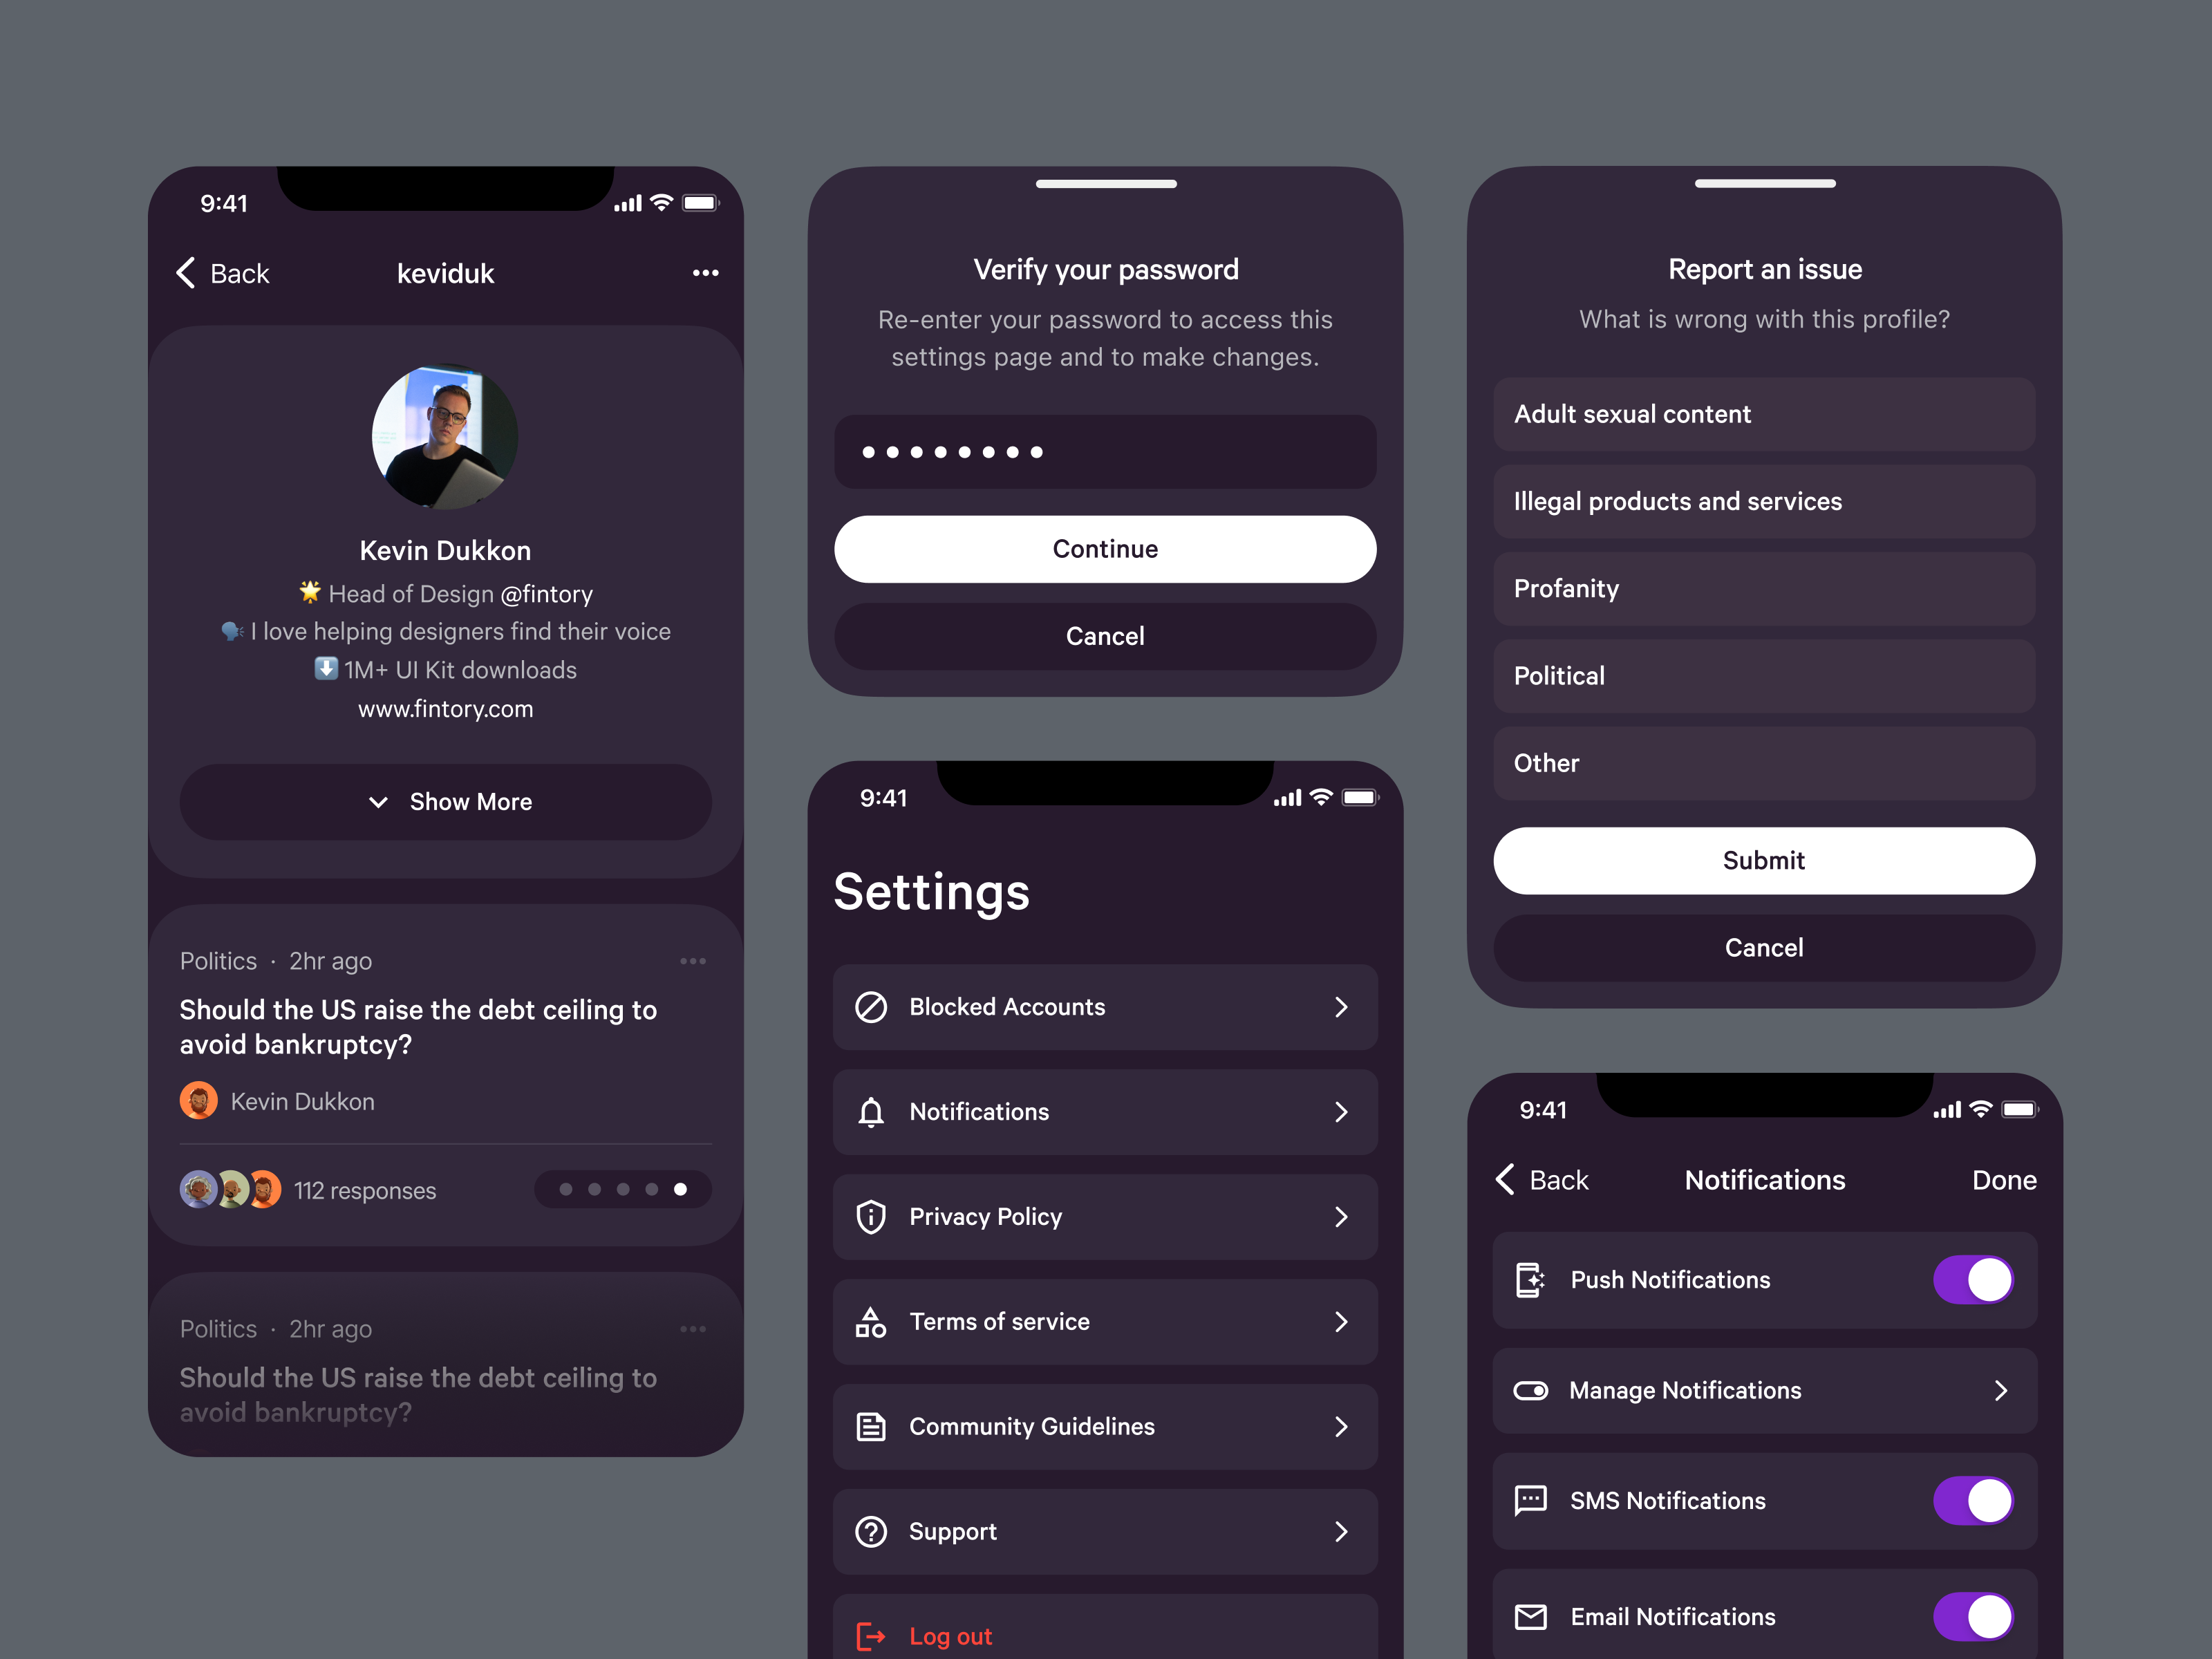 9:41
Back
keviduk
Kevin Dukkon
🌟 Head of Design @fintory
🗣️ I love helping designers find their voice
⬇️ 1M+ UI Kit downloads
www.fintory.com
Show More
Politics · 2hr ago
Should the US raise the debt ceiling to
avoid bankruptcy?
Kevin Dukkon
112 responses
Politics · 2hr ago
Should the US raise the debt ceiling to
avoid bankruptcy?
Verify your password
Re-enter your password to access this
settings page and to make changes.
Continue
Cancel
9:41
Settings
Blocked Accounts
Notifications
Privacy Policy
Terms of service
Community Guidelines
Support
Log out
Report an issue
What is wrong with this profile?
Adult sexual content
Illegal products and services
Profanity
Political
Other
Submit
Cancel
9:41
Back
Notifications
Done
Push Notifications
Manage Notifications
SMS Notifications
Email Notifications